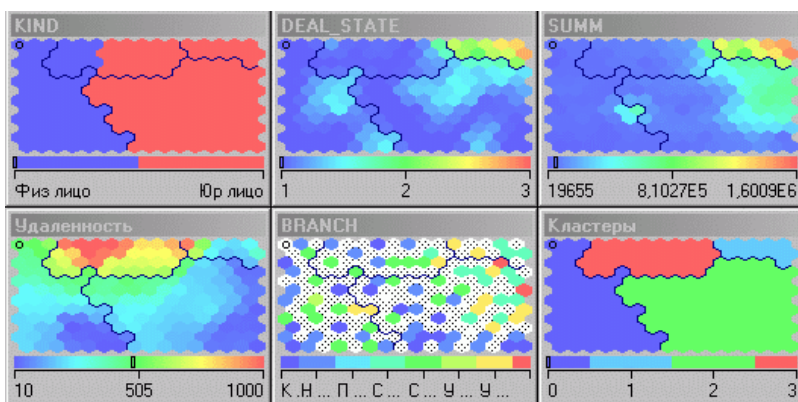 KIND
DEAL_STATE
SUMM
Физ лицо Юр лицо
1 2 3
19655 8,1027E5 1,6009E6
Удаленность
BRANCH
Кластеры
10 505 1000
К .Н ... П ... С ... С ... У ... У ...
0 1 2 3